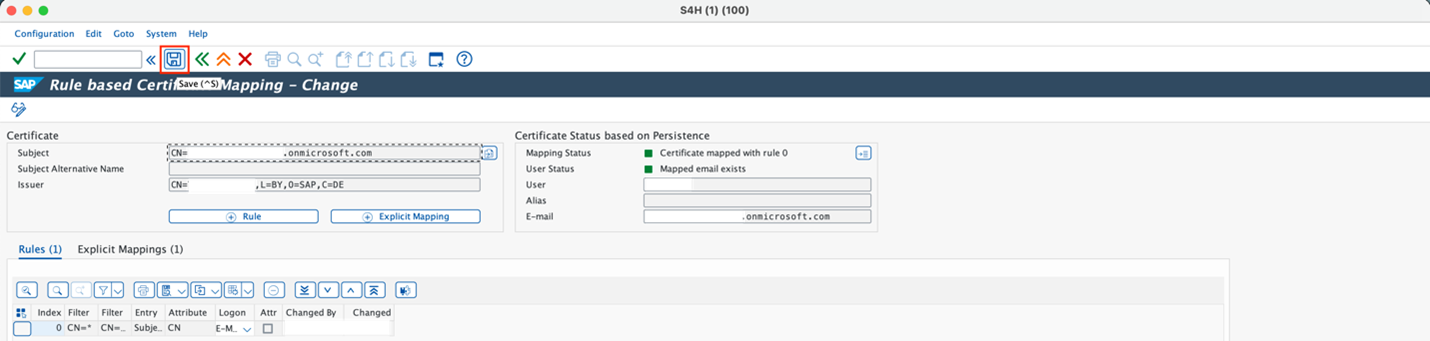 S4H (1) (100)
Configuration Edit Goto System Help
SAP Rule based Certif Mapping - Change
Save (^S)
Certificate
Subject CN= .onmicrosoft.com
Subject Alternative Name
Issuer CN= ,L=BY,O=SAP,C=DE
Rule Explicit Mapping
Certificate Status based on Persistence
Mapping Status Certificate mapped with rule 0
User Status Mapped email exists
User
Alias
E-mail .onmicrosoft.com
Rules (1) Explicit Mappings (1)
Index Filter Filter Entry Attribute Logon Attr Changed By Changed
0 CN=* CN=... Subje... CN E-M...